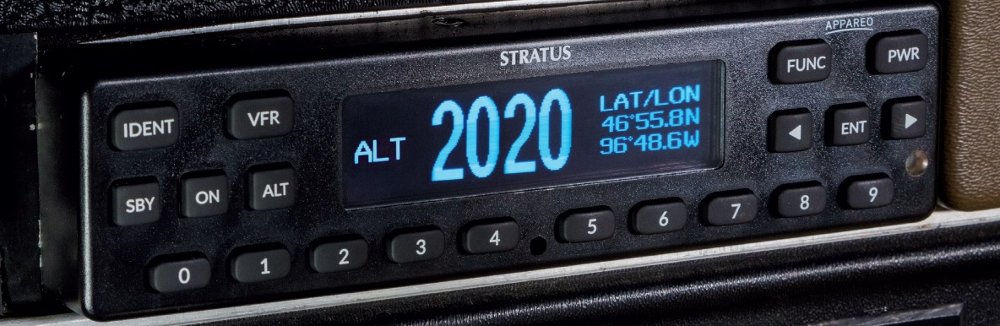 APPAREO
STRATUS
FUNC
PWR
IDENT
VFR
ALT
2020
LAT/LON
46°55.8N
96°48.6W
ENT
SBY
ON
ALT
0
1
2
3
4
5
6
7
8
9